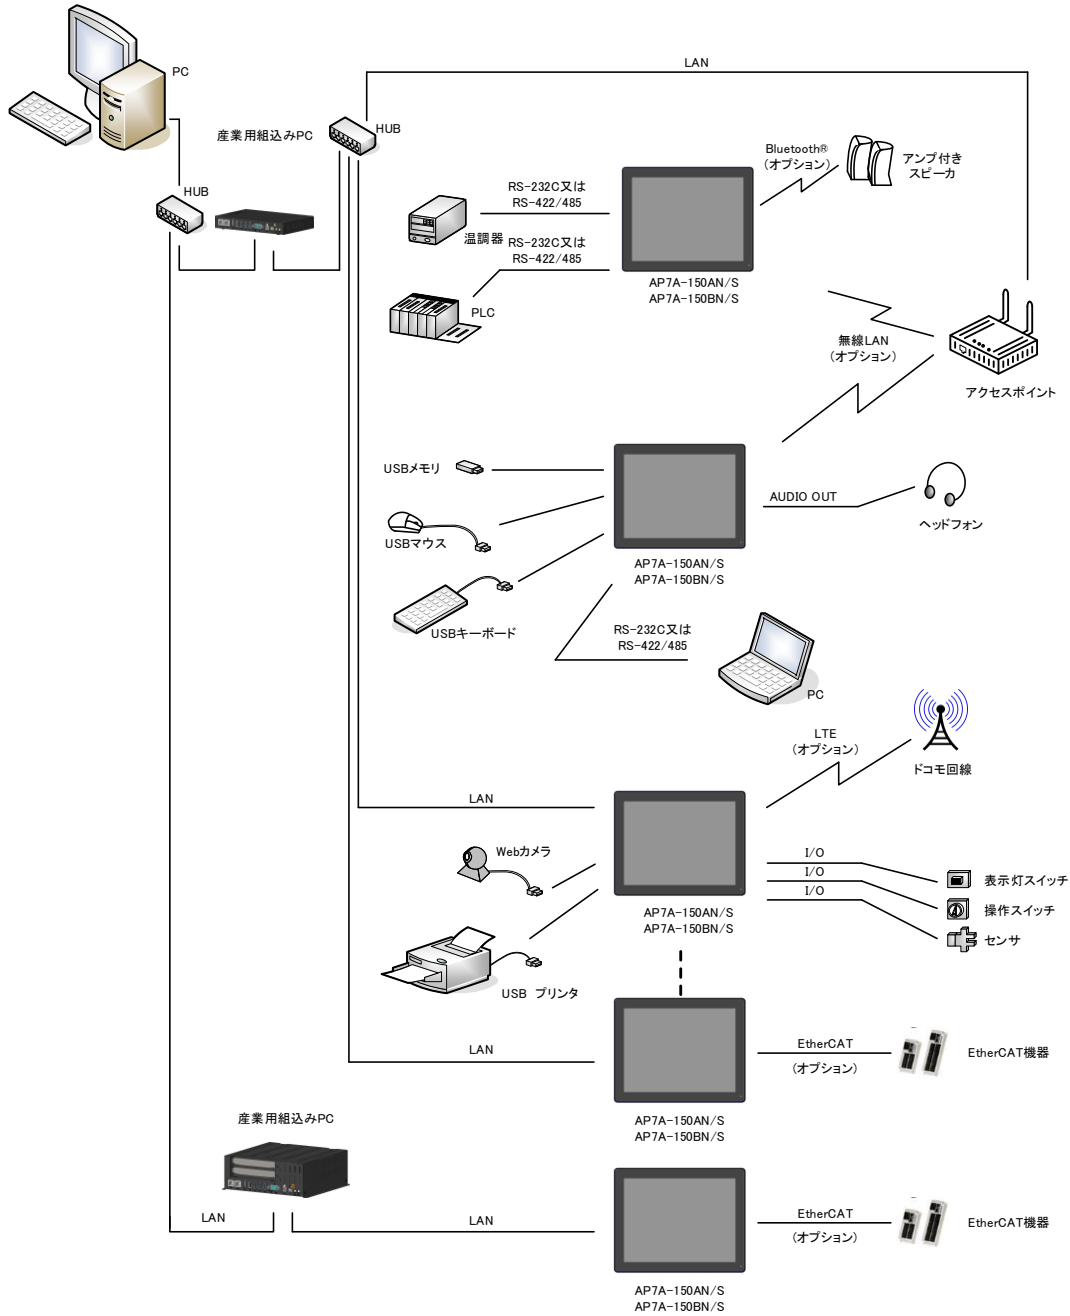 LAN
PC
HUB
産業用組込みPC
Bluetooth®
(オプション)
アンプ付き
スピーカ
RS-232C又は
RS-422/485
HUB
温調器
RS-232C又は
RS-422/485
AP7A-150AN/S
AP7A-150BN/S
PLC
無線LAN
(オプション)
アクセスポイント
USBメモリ
AUDIO OUT
ヘッドフォン
USBマウス
AP7A-150AN/S
AP7A-150BN/S
USBキーボード
RS-232C又は
RS-422/485
PC
LTE
(オプション)
ドコモ回線
LAN
Webカメラ
I/O
I/O
I/O
表示灯スイッチ
操作スイッチ
センサ
AP7A-150AN/S
AP7A-150BN/S
USB プリンタ
LAN
EtherCAT
(オプション)
EtherCAT機器
AP7A-150AN/S
AP7A-150BN/S
産業用組込みPC
LAN
LAN
EtherCAT
(オプション)
EtherCAT機器
AP7A-150AN/S
AP7A-150BN/S